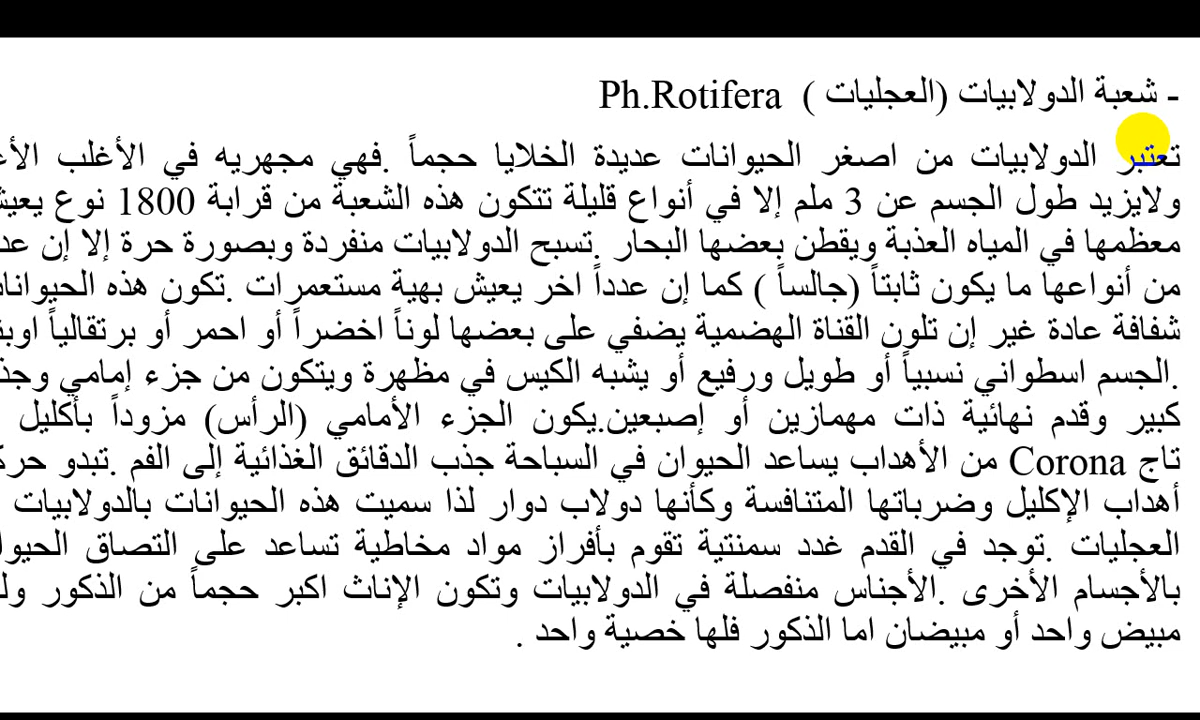 - شعبة الدولابيات (العجليات ) Ph.Rotifera
تعتبر الدولابيات من اصغر الحيوانات عديدة الخلايا حجماً .فهي مجهريه في الأغلب
ولايزيد طول الجسم عن 3 ملم إلا في أنواع قليلة تتكون هذه الشعبة من قرابة 1800 نوع
معظمها في المياه العذبة ويقطن بعضها البحار .تسبح الدولابيات منفردة وبصورة حرة إلا إن
من أنواعها ما يكون ثابتاً (جالساً ) كما إن عدداً اخر يعيش بهية مستعمرات .تكون هذه
شفافة عادة غير إن تلون القناة الهضمية يضفي على بعضها لوناً اخضراً أو احمر أو برتقالياً
.الجسم اسطواني نسبياً أو طويل ورفيع أو يشبه الكيس في مظهرة ويتكون من جزء إمامي
كبير وقدم نهائية ذات مهمازين أو إصبعين.يكون الجزء الأمامي (الرأس) مزوداً بأكليل
تاج Corona من الأهداب يساعد الحيوان في السباحة جذب الدقائق الغذائية إلى الفم .تبدو
أهداب الإكليل وضرباتها المتنافسة وكأنها دولاب دوار لذا سميت هذه الحيوانات بالدولابيات
العجليات .توجد في القدم غدد سمنتية تقوم بأفراز مواد مخاطية تساعد على التصاق
بالأجسام الأخرى .الأجناس منفصلة في الدولابيات وتكون الإناث اكبر حجماً من الذكور
مبيض واحد أو مبيضان اما الذكور فلها خصية واحد .